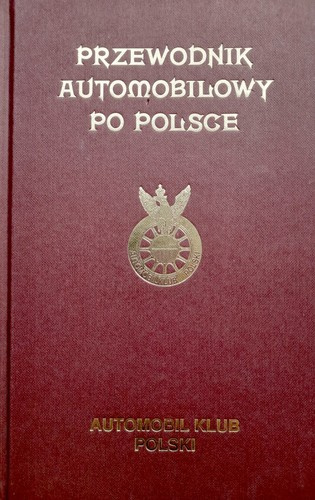 PRZEWODNIK
AUTOMOBILOWY
PO POLSCE
AUTOMOBIL KLUB
POLSKI